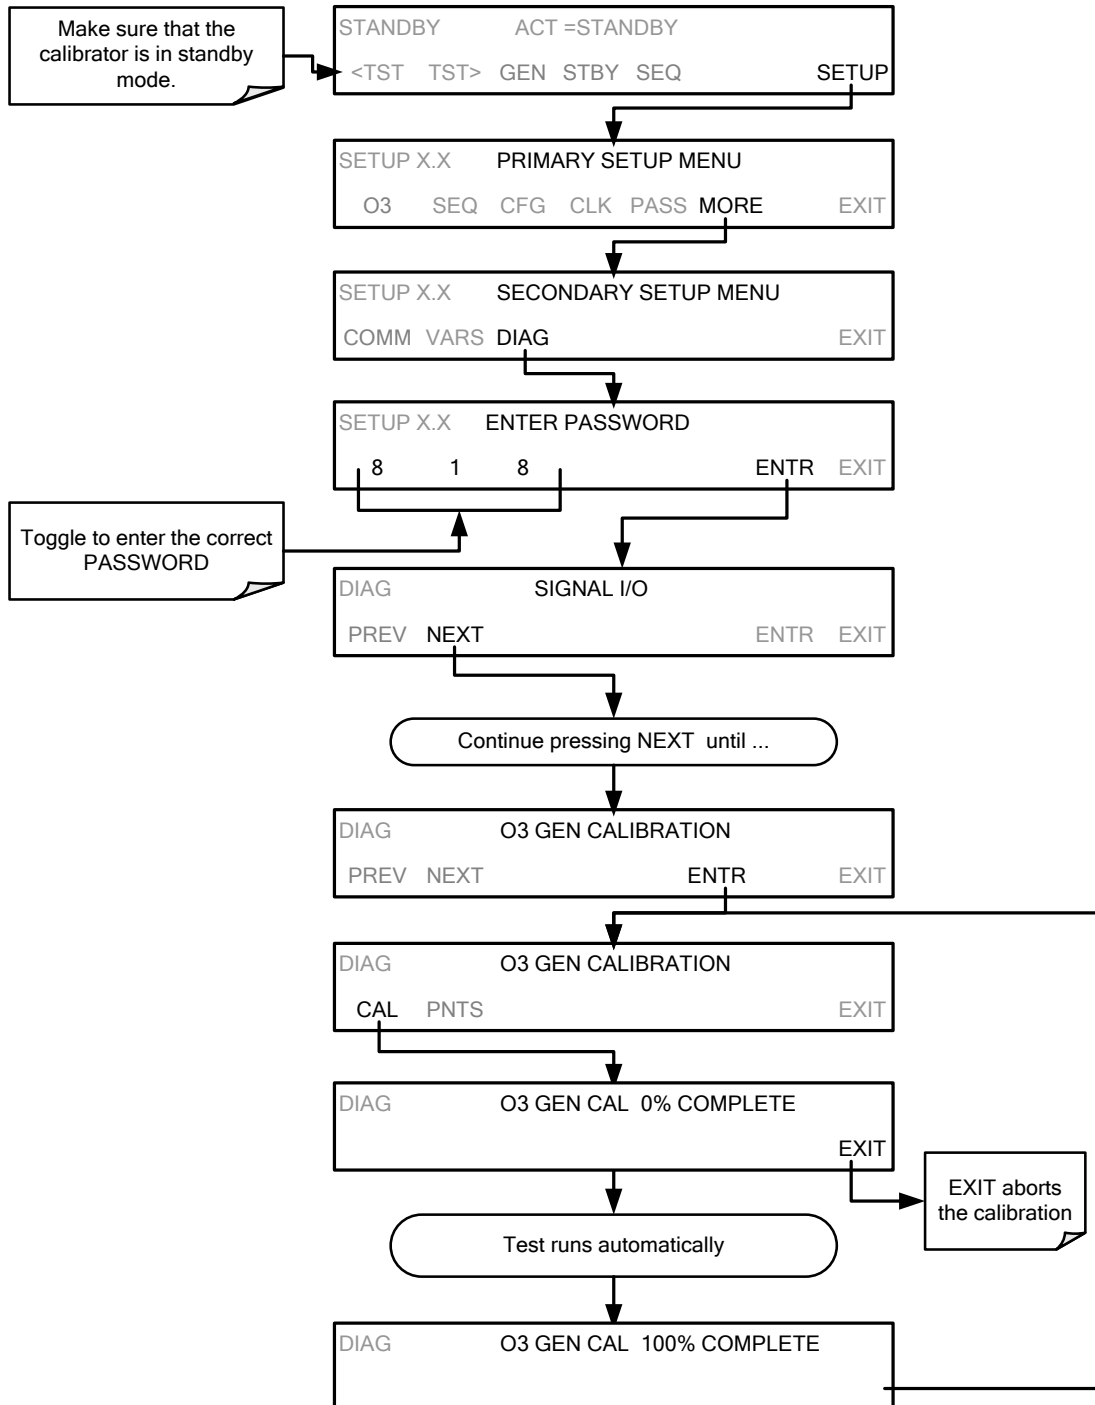 Make sure that the
calibrator is in standby
mode.
STANDBY ACT =STANDBY
<TST TST> GEN STBY SEQ SETUP
SETUP X.X PRIMARY SETUP MENU
O3 SEQ CFG CLK PASS MORE EXIT
SETUP X.X SECONDARY SETUP MENU
COMM VARS DIAG EXIT
SETUP X.X ENTER PASSWORD
8 1 8 ENTR EXIT
Toggle to enter the correct
PASSWORD
DIAG SIGNAL I/O
PREV NEXT ENTR EXIT
Continue pressing NEXT until ...
DIAG O3 GEN CALIBRATION
PREV NEXT ENTR EXIT
DIAG O3 GEN CALIBRATION
CAL PNTS EXIT
DIAG O3 GEN CAL 0% COMPLETE
EXIT
EXIT aborts
the calibration
Test runs automatically
DIAG O3 GEN CAL 100% COMPLETE